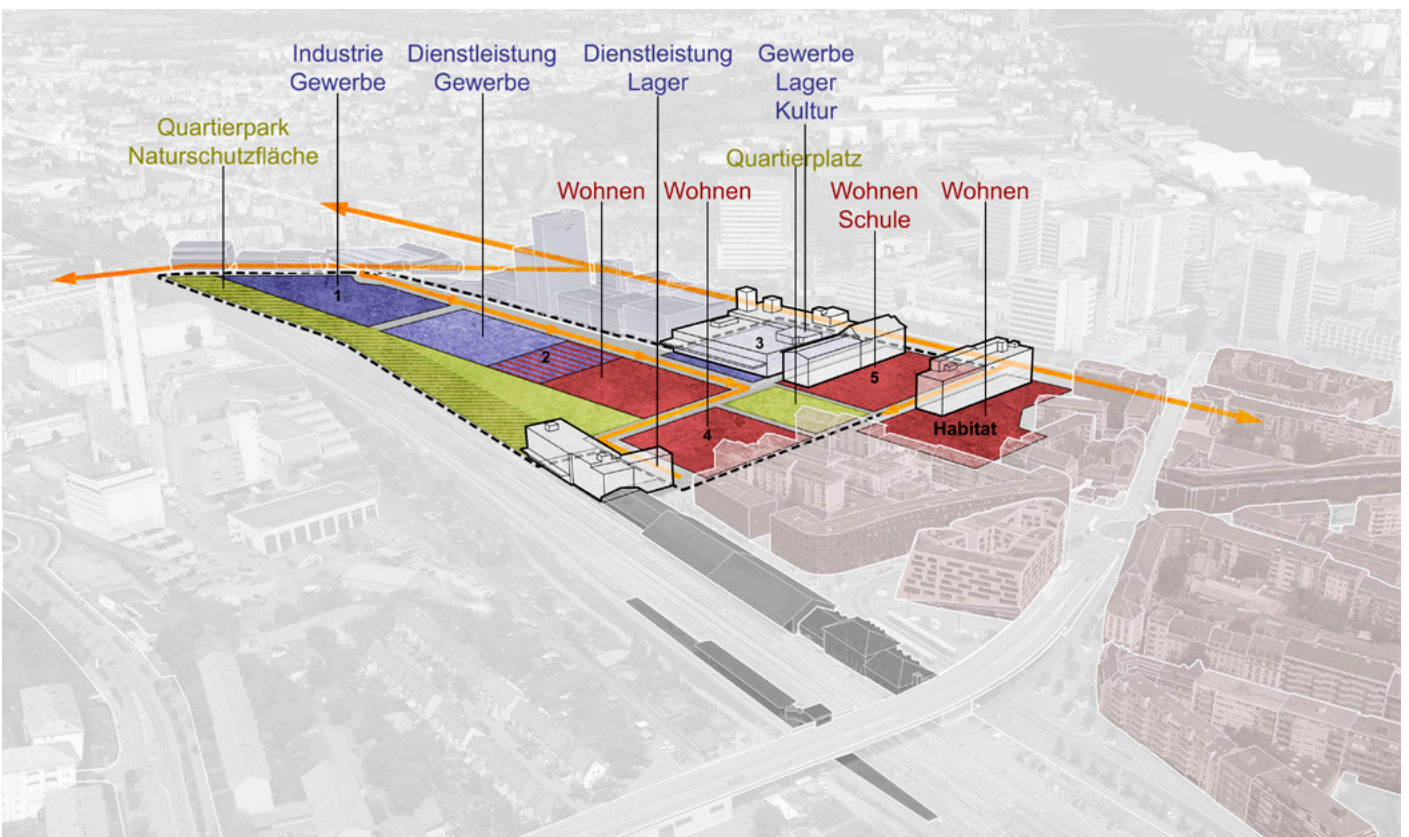 Industrie
Gewerbe
Dienstleistung
Gewerbe
Dienstleistung
Lager
Gewerbe
Lager
Kultur
Quartierpark
Naturschutzfläche
Quartierplatz
Wohnen
Wohnen
Wohnen
Schule
Wohnen
1
2
3
4
5
Habitat